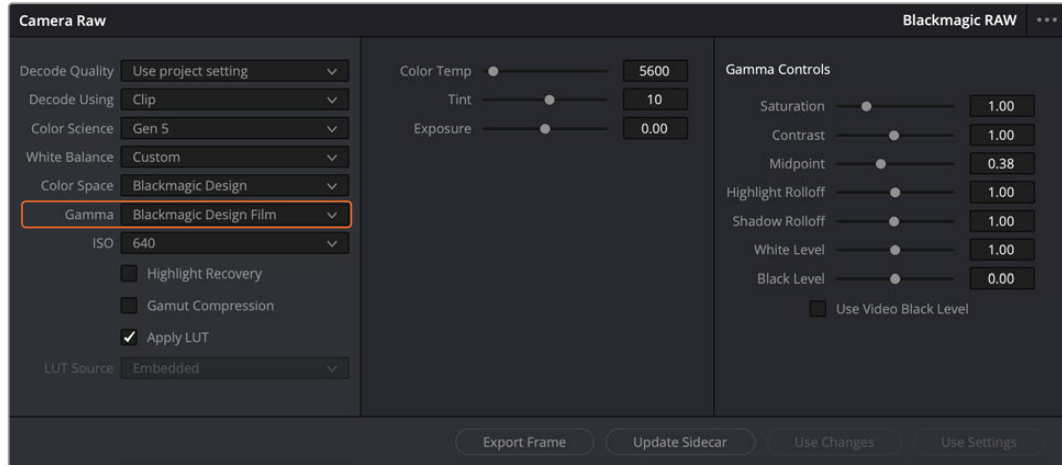 Camera Raw
Blackmagic RAW
Decode Quality Use project setting
Decode Using Clip
Color Science Gen 5
White Balance Custom
Color Space Blackmagic Design
Gamma Blackmagic Design Film
ISO 640
Highlight Recovery
Gamut Compression
Apply LUT
LUT Source Embedded
Color Temp 5600
Tint 10
Exposure 0.00
Gamma Controls
Saturation 1.00
Contrast 1.00
Midpoint 0.38
Highlight Rolloff 1.00
Shadow Rolloff 1.00
White Level 1.00
Black Level 0.00
Use Video Black Level
Export Frame
Update Sidecar
Use Changes
Use Settings